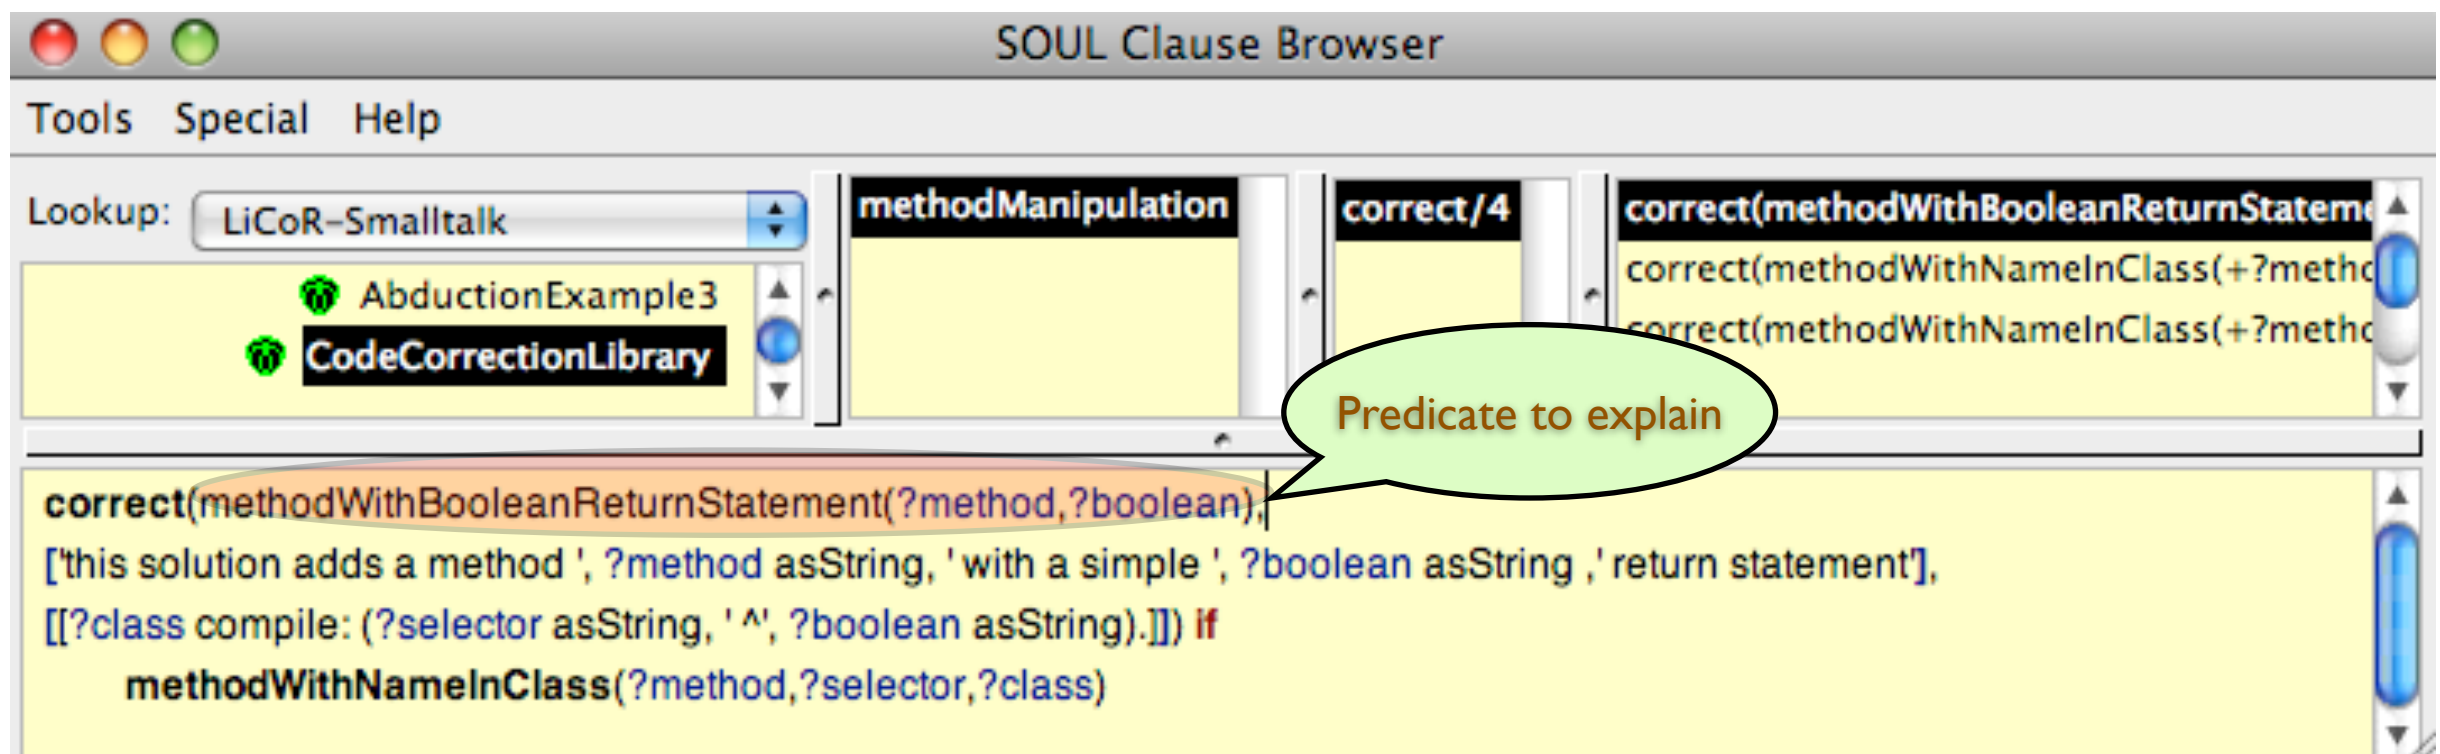 SOUL Clause Browser
Tools Special Help
Lookup: LiCoR-Smalltalk
AbductionExample3
CodeCorrectionLibrary
methodManipulation
correct/4
correct(methodWithBooleanReturnStateme
correct(methodWithNameInClass(+?metho
correct(methodWithNameInClass(+?metho
Predicate to explain
correct(methodWithBooleanReturnStatement(?method,?boolean),
['this solution adds a method ', ?method asString, ' with a simple ', ?boolean asString ,' return statement'],
[[?class compile: (?selector asString, ' ^', ?boolean asString).]]) if
methodWithNameInClass(?method,?selector,?class)